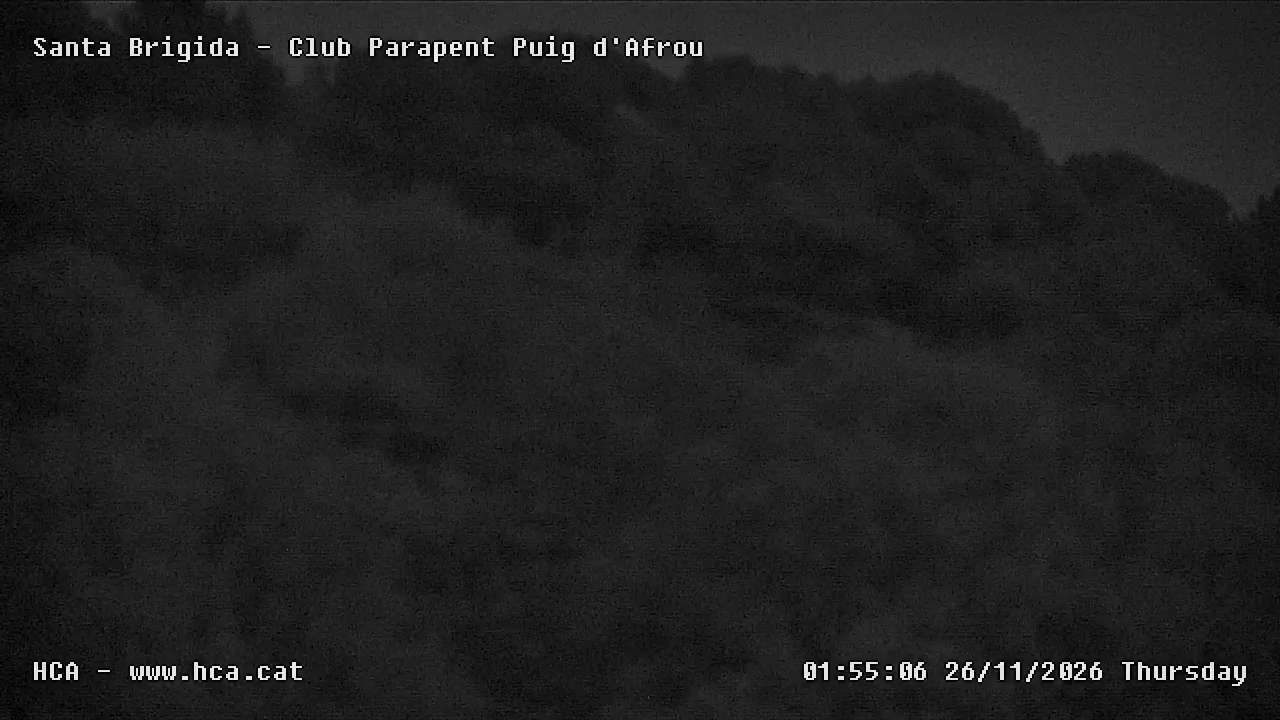 Santa Brigida - Club Parapent Puig d'Afrou
HCA - www.hca.cat
01:55:06 26/11/2026 Thursday